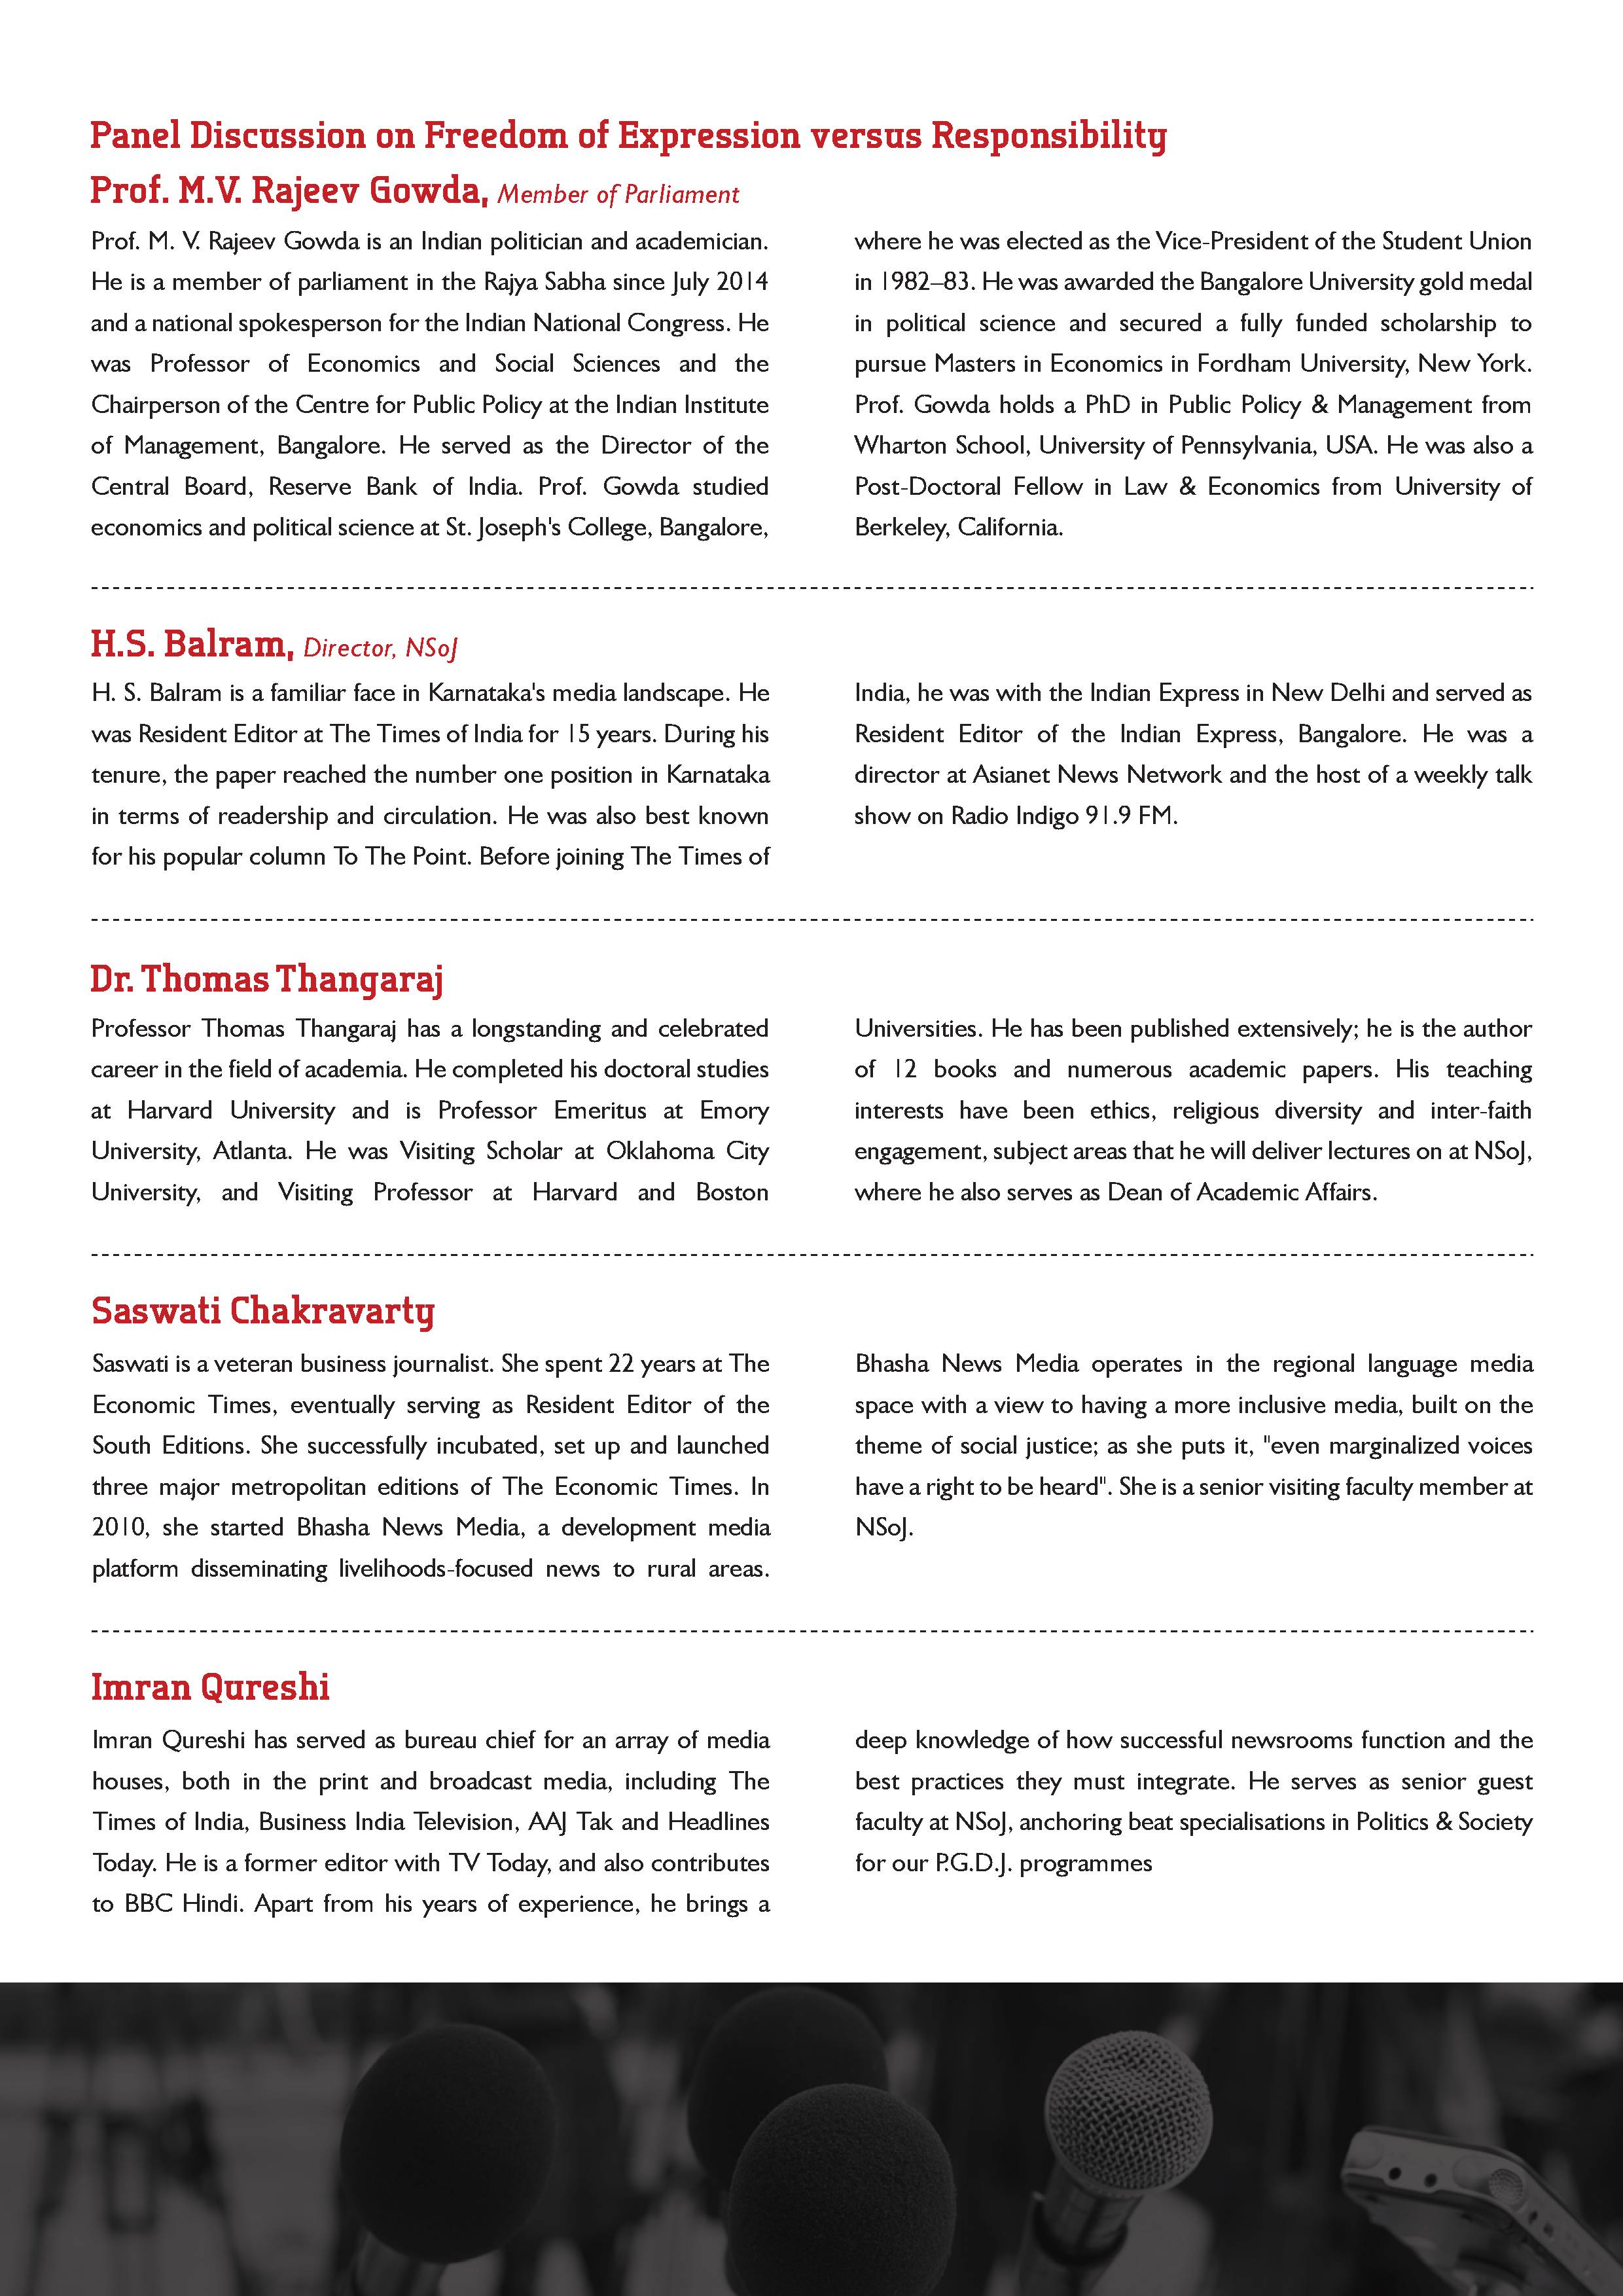 Panel Discussion on Freedom of Expression versus Responsibility
Prof. M.V. Rajeev Gowda, Member of Parliament
Prof. M. V. Rajeev Gowda is an Indian politician and academician.
He is a member of parliament in the Rajya Sabha since July 2014
and a national spokesperson for the Indian National Congress. He
was Professor of Economics and Social Sciences and the
Chairperson of the Centre for Public Policy at the Indian Institute
of Management, Bangalore. He served as the Director of the
Central Board, Reserve Bank of India. Prof. Gowda studied
economics and political science at St. Joseph's College, Bangalore,
where he was elected as the Vice-President of the Student Union
in 1982–83. He was awarded the Bangalore University gold medal
in political science and secured a fully funded scholarship to
pursue Masters in Economics in Fordham University, New York.
Prof. Gowda holds a PhD in Public Policy & Management from
Wharton School, University of Pennsylvania, USA. He was also a
Post-Doctoral Fellow in Law & Economics from University of
Berkeley, California.
H.S. Balram, Director, NSoJ
H. S. Balram is a familiar face in Karnataka's media landscape. He
was Resident Editor at The Times of India for 15 years. During his
tenure, the paper reached the number one position in Karnataka
in terms of readership and circulation. He was also best known
for his popular column To The Point. Before joining The Times of
India, he was with the Indian Express in New Delhi and served as
Resident Editor of the Indian Express, Bangalore. He was a
director at Asianet News Network and the host of a weekly talk
show on Radio Indigo 91.9 FM.
Dr. Thomas Thangaraj
Professor Thomas Thangaraj has a longstanding and celebrated
career in the field of academia. He completed his doctoral studies
at Harvard University and is Professor Emeritus at Emory
University, Atlanta. He was Visiting Scholar at Oklahoma City
University, and Visiting Professor at Harvard and Boston
Universities. He has been published extensively; he is the author
of 12 books and numerous academic papers. His teaching
interests have been ethics, religious diversity and inter-faith
engagement, subject areas that he will deliver lectures on at NSoJ,
where he also serves as Dean of Academic Affairs.
Saswati Chakravarty
Saswati is a veteran business journalist. She spent 22 years at The
Economic Times, eventually serving as Resident Editor of the
South Editions. She successfully incubated, set up and launched
three major metropolitan editions of The Economic Times. In
2010, she started Bhasha News Media, a development media
platform disseminating livelihoods-focused news to rural areas.
Bhasha News Media operates in the regional language media
space with a view to having a more inclusive media, built on the
theme of social justice; as she puts it, "even marginalized voices
have a right to be heard". She is a senior visiting faculty member at
NSoJ.
Imran Qureshi
Imran Qureshi has served as bureau chief for an array of media
houses, both in the print and broadcast media, including The
Times of India, Business India Television, AAJ Tak and Headlines
Today. He is a former editor with TV Today, and also contributes
to BBC Hindi. Apart from his years of experience, he brings a
deep knowledge of how successful newsrooms function and the
best practices they must integrate. He serves as senior guest
faculty at NSoJ, anchoring beat specialisations in Politics & Society
for our P.G.D.J. programmes